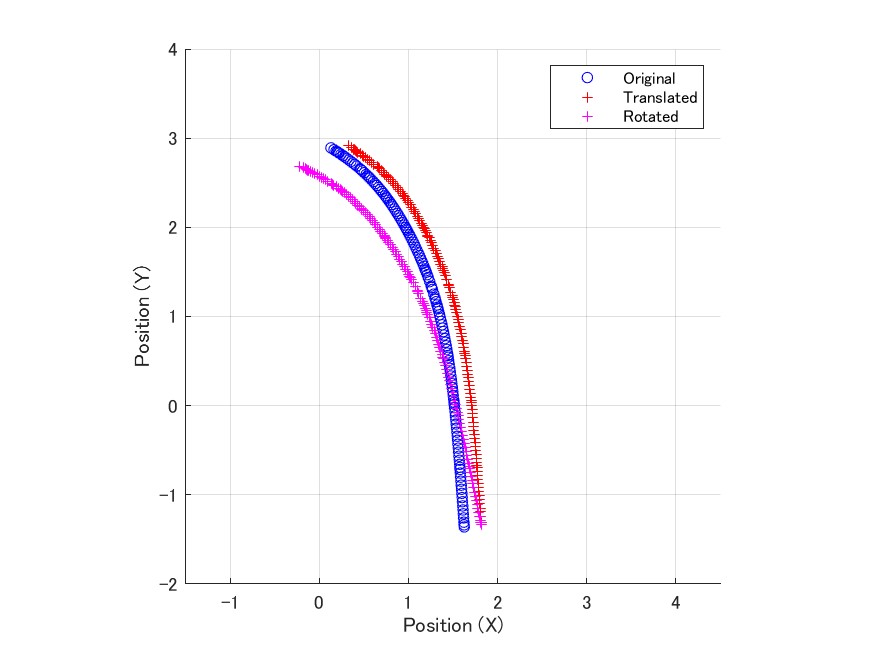 4
3
2
1
0
−1
−2
Position (Y)
Original
Translated
Rotated
−1 0 1 2 3 4
Position (X)